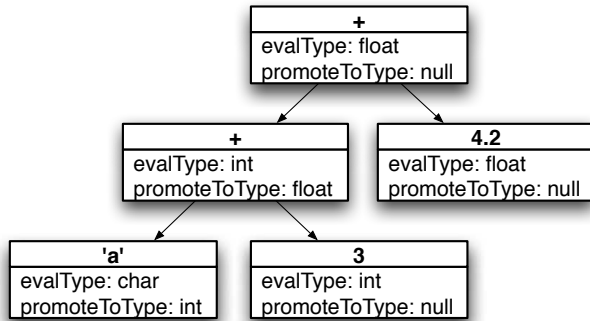 +
evalType: float
promoteToType: null
+
evalType: int
promoteToType: float
4.2
evalType: float
promoteToType: null
'a'
evalType: char
promoteToType: int
3
evalType: int
promoteToType: null